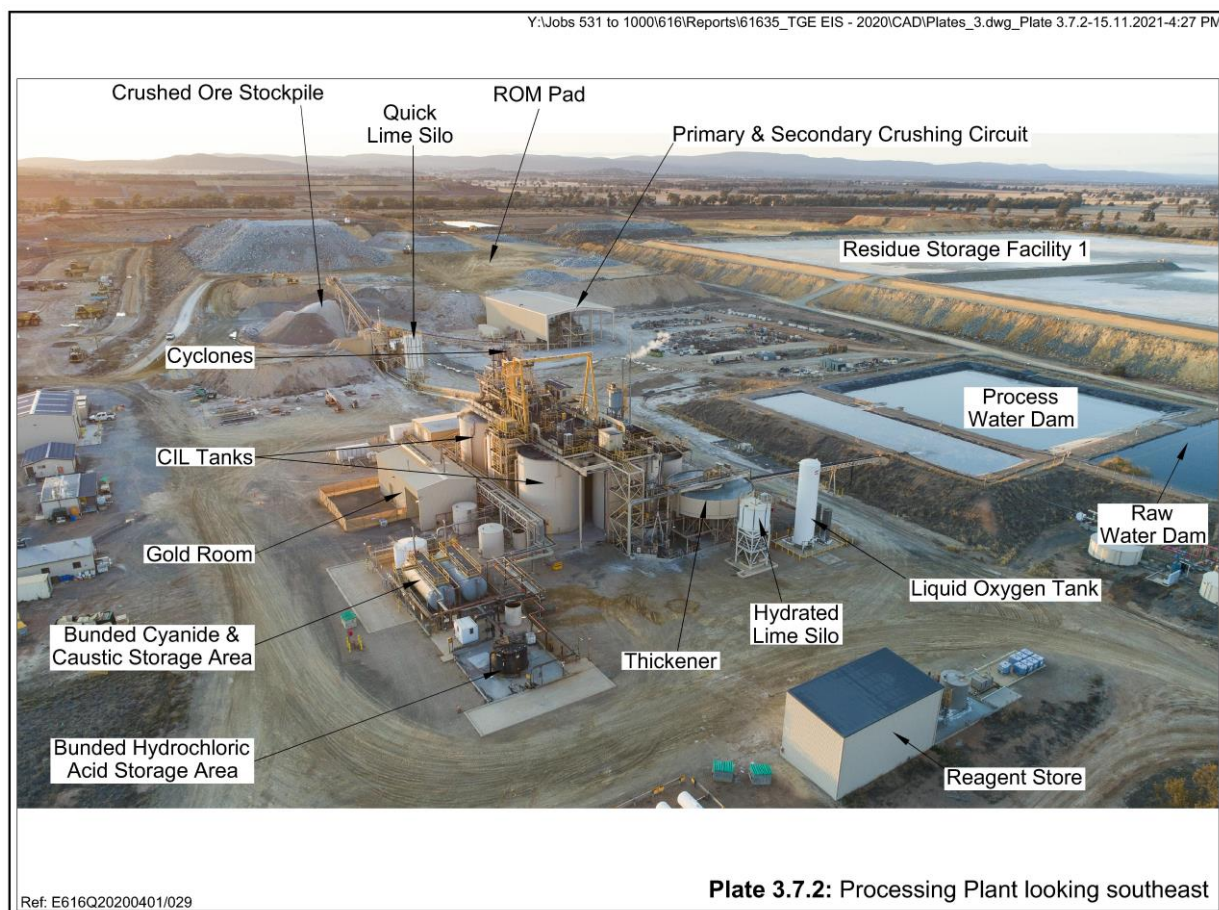 Y:\Jobs 531 to 1000\616\Reports\61635_TGE EIS - 2020\CAD\Plates_3.dwg_Plate 3.7.2-15.11.2021-4:27 PM
Crushed Ore Stockpile
ROM Pad
Quick
Lime Silo
Primary & Secondary Crushing Circuit
Residue Storage Facility 1
Cyclones
Process
Water Dam
CIL Tanks
Raw
Water Dam
Gold Room
Liquid Oxygen Tank
Hydrated
Lime Silo
Bunded Cyanide &
Caustic Storage Area
Thickener
Bunded Hydrochloric
Acid Storage Area
Reagent Store
Plate 3.7.2: Processing Plant looking southeast
Ref: E616Q20200401/029